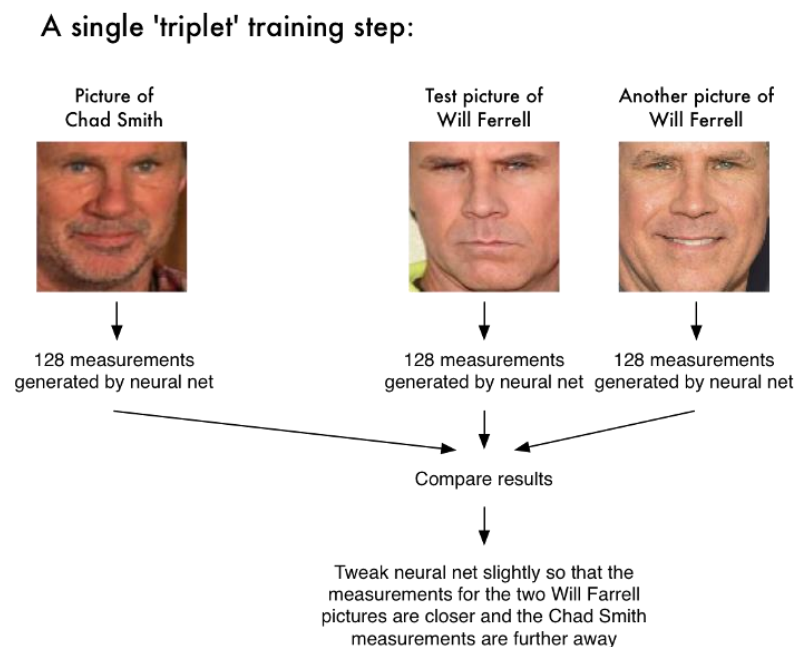 A single 'triplet' training step:
Picture of
Chad Smith
Test picture of
Will Ferrell
Another picture of
Will Ferrell
128 measurements
generated by neural net
128 measurements
generated by neural net
128 measurements
generated by neural net
Compare results
Tweak neural net slightly so that the
measurements for the two Will Farrell
pictures are closer and the Chad Smith
measurements are further away